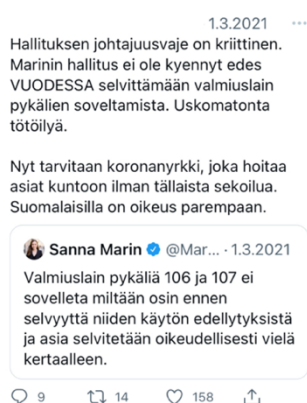 1.3.2021 ...
Hallituksen johtajuusvaje on kriittinen.
Marinin hallitus ei ole kyennyt edes
VUODESSA selvittämään valmiuslain
pykälien soveltamista. Uskomatonta
tötöilyä.
Nyt tarvitaan koronanyrkki, joka hoitaa
asiat kuntoon ilman tällaista sekoilua.
Suomalaisilla on oikeus parempaan.
Sanna Marin @Mar... · 1.3.2021
Valmiuslain pykäliä 106 ja 107 ei
sovelleta miltään osin ennen
selvyyttä niiden käytön edellytyksistä
ja asia selvitetään oikeudellisesti vielä
kertaalleen.
9 14 158